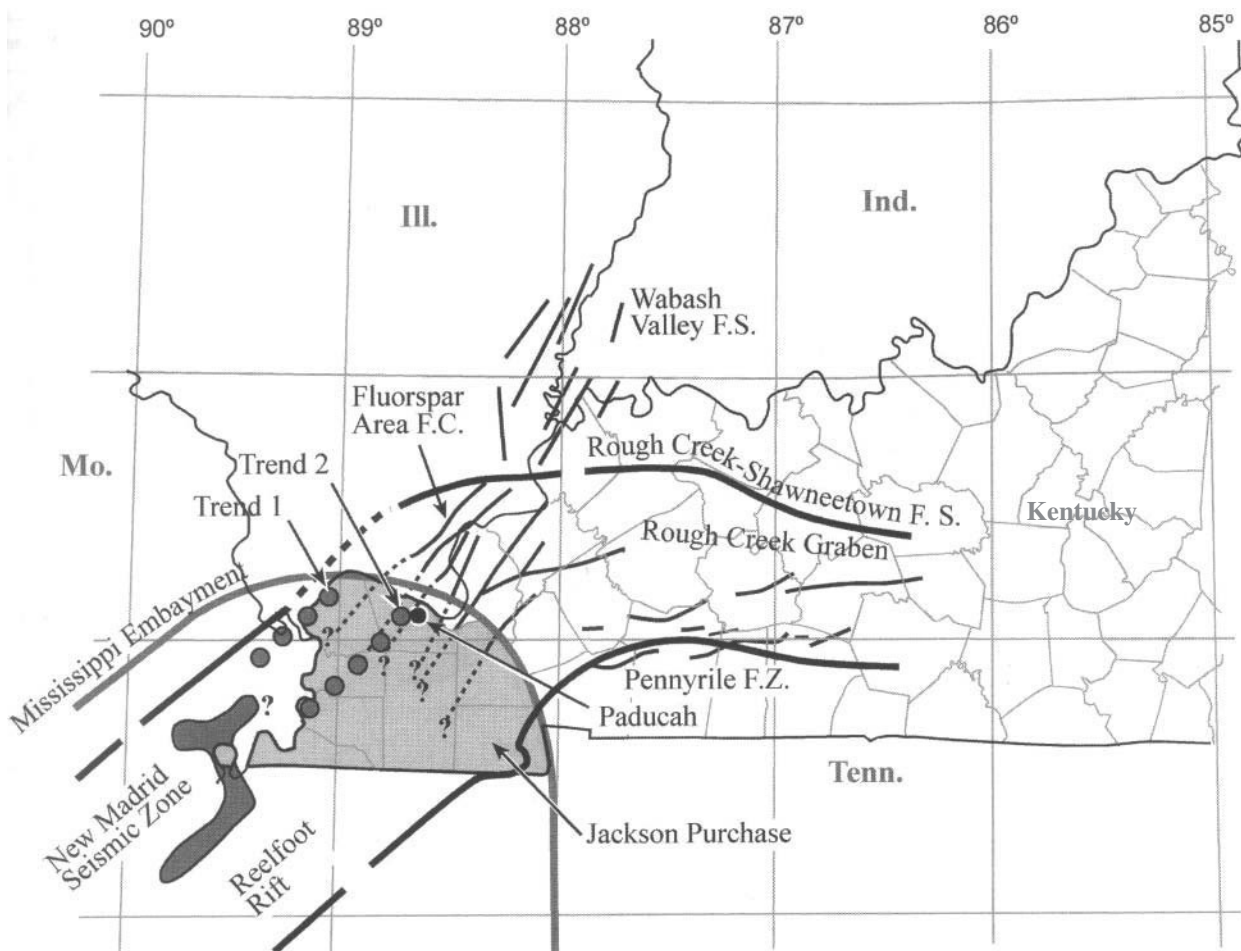 90º
89º
88º
87º
86º
85º
Ill.
Ind.
Wabash
Valley F.S.
Fluorspar
Area F.C.
Mo.
Trend 2
Trend 1
Rough Creek-Shawneetown F. S.
Kentucky
Rough Creek Graben
Mississippi Embayment
?
?
?
?
?
?
Pennyrile F.Z.
Paducah
Tenn.
New Madrid
Seismic Zone
Jackson Purchase
Reelfoot
Rift